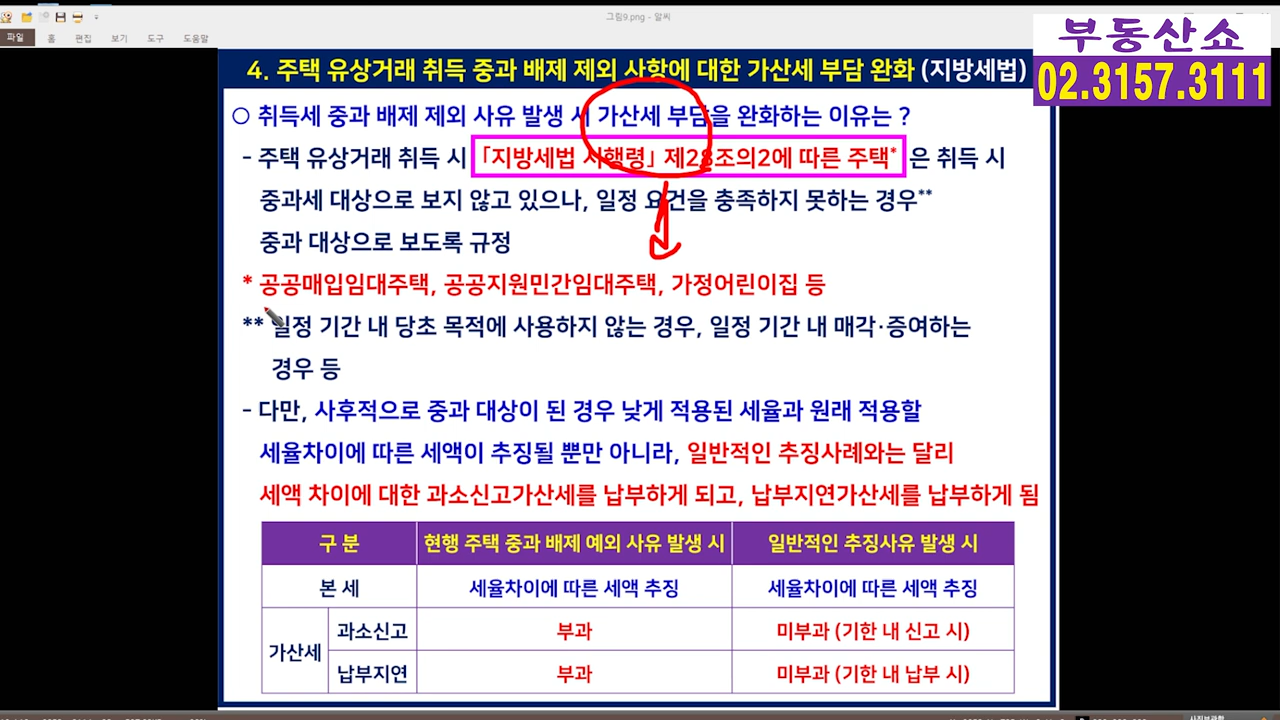 그림9.png - 알씨
파일 홈 편집 보기 도구 도움말
부동산쇼
02.3157.3111
4. 주택 유상거래 취득 중과 배제 제외 사항에 대한 가산세 부담 완화 (지방세법)
○ 취득세 중과 배제 제외 사유 발생 시 가산세 부담을 완화하는 이유는 ?
- 주택 유상거래 취득 시 「지방세법 시행령」 제28조의2에 따른 주택* 은 취득 시
중과세 대상으로 보지 않고 있으나, 일정 요건을 충족하지 못하는 경우**
중과 대상으로 보도록 규정
* 공공매입임대주택, 공공지원민간임대주택, 가정어린이집 등
** 일정 기간 내 당초 목적에 사용하지 않는 경우, 일정 기간 내 매각·증여하는
경우 등
- 다만, 사후적으로 중과 대상이 된 경우 낮게 적용된 세율과 원래 적용할
세율차이에 따른 세액이 추징될 뿐만 아니라, 일반적인 추징사례와는 달리
세액 차이에 대한 과소신고가산세를 납부하게 되고, 납부지연가산세를 납부하게 됨
구 분 현행 주택 중과 배제 예외 사유 발생 시 일반적인 추징사유 발생 시
본 세 세율차이에 따른 세액 추징 세율차이에 따른 세액 추징
가산세 과소신고 부과 미부과 (기한 내 신고 시)
납부지연 부과 미부과 (기한 내 납부 시)